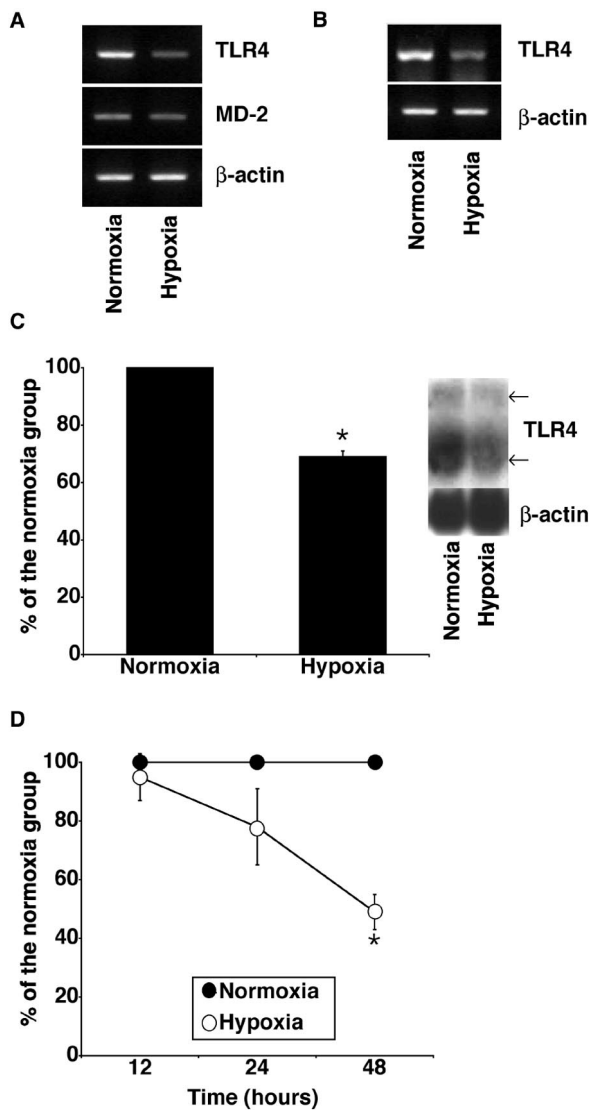 A
TLR4
MD-2
β-actin
Normoxia
Hypoxia
B
TLR4
β-actin
Normoxia
Hypoxia
C
% of the normoxia group
100
80
60
40
20
0
*
Normoxia
Hypoxia
TLR4
β-actin
Normoxia
Hypoxia
D
% of the normoxia group
100
80
60
40
20
0
*
Normoxia
Hypoxia
12
24
48
Time (hours)